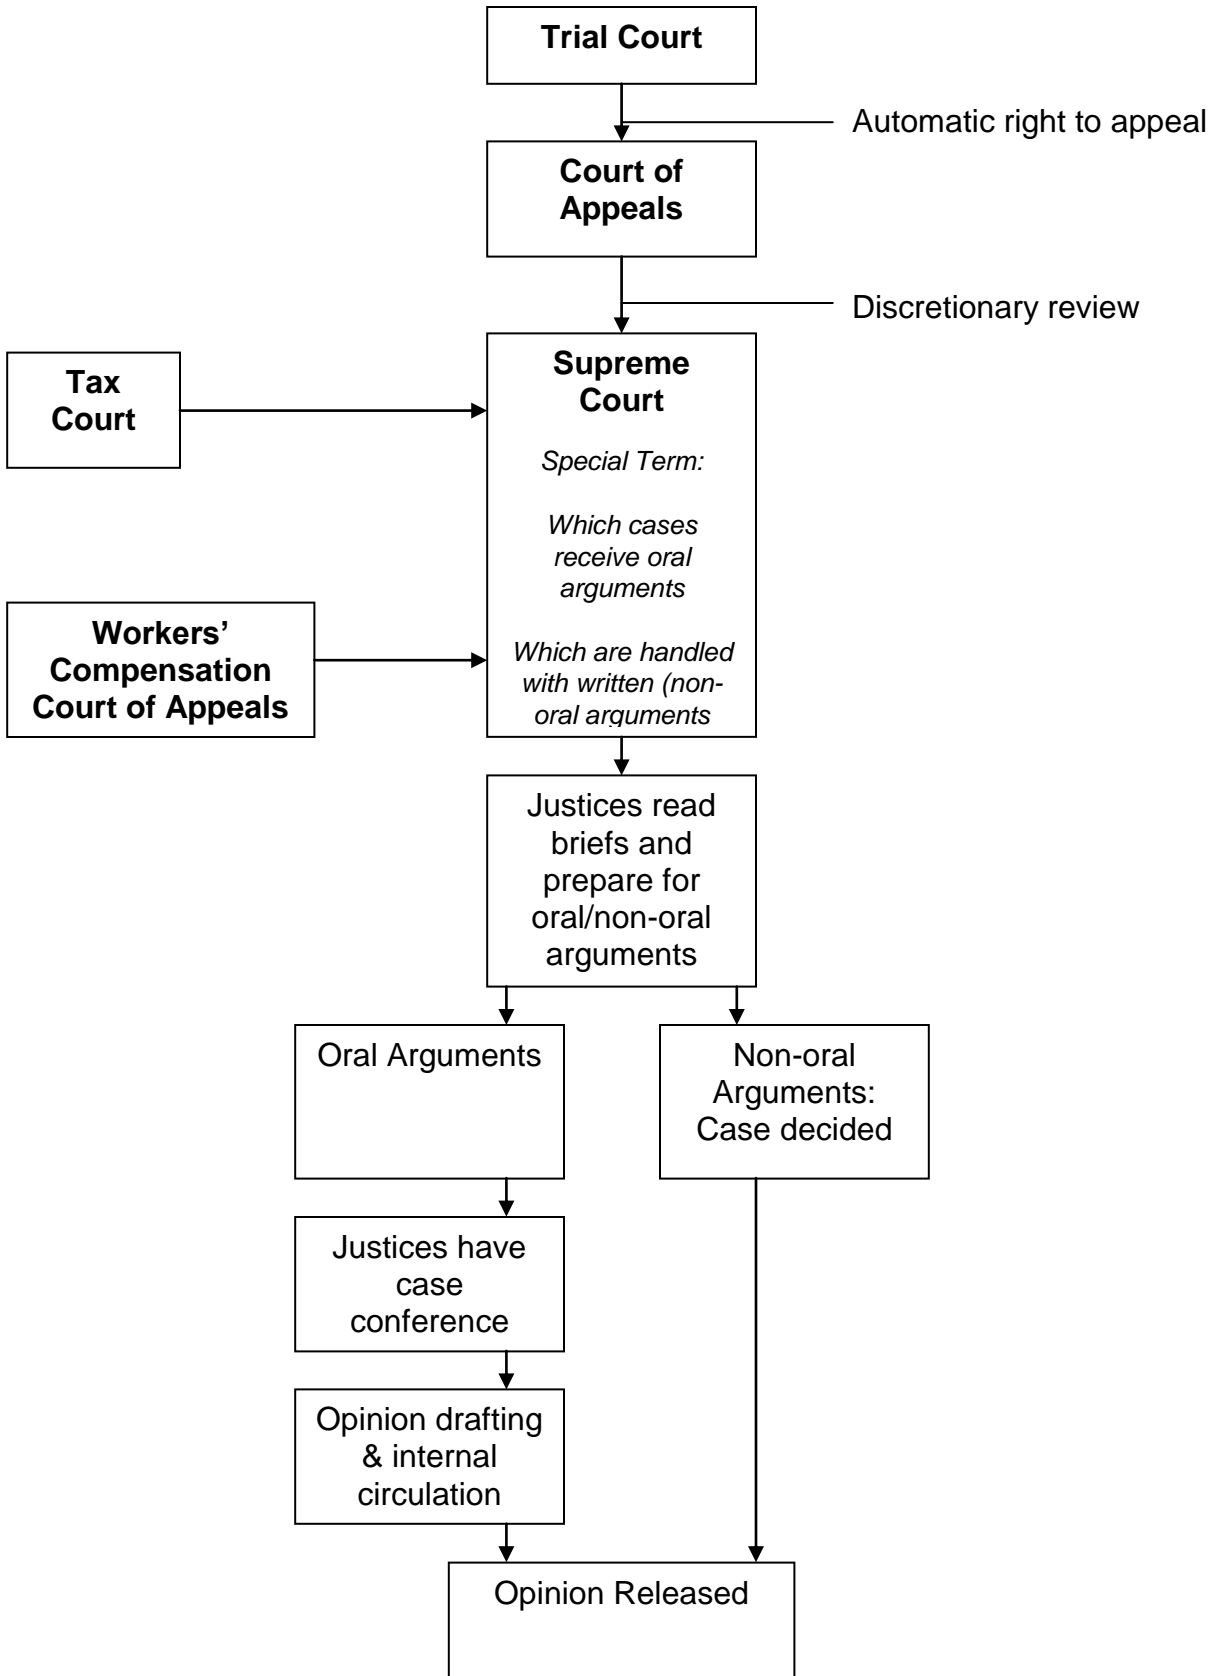 Trial Court
Automatic right to appeal
Court of
Appeals
Discretionary review
Supreme
Court
Tax
Court
Special Term:
Which cases
receive oral
arguments
Workers’
Compensation
Court of Appeals
Which are handled
with written (non-
oral arguments
Justices read
briefs and
prepare for
oral/non-oral
arguments
Oral Arguments
Non-oral
Arguments:
Case decided
Justices have
case
conference
Opinion drafting
& internal
circulation
Opinion Released